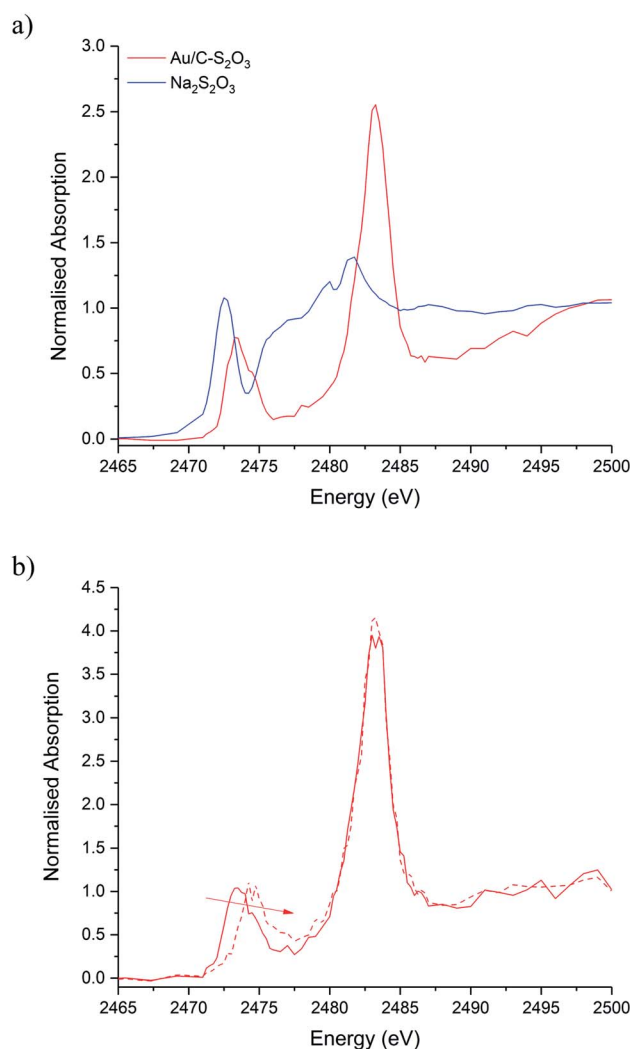 a)
3.0
Au/C-S₂O₃
Na₂S₂O₃
2.5
2.0
1.5
1.0
0.5
0.0
Normalised Absorption
2465 2470 2475 2480 2485 2490 2495 2500
Energy (eV)
b)
4.5
4.0
3.5
3.0
2.5
2.0
1.5
1.0
0.5
0.0
Normalised Absorption
2465 2470 2475 2480 2485 2490 2495 2500
Energy (eV)